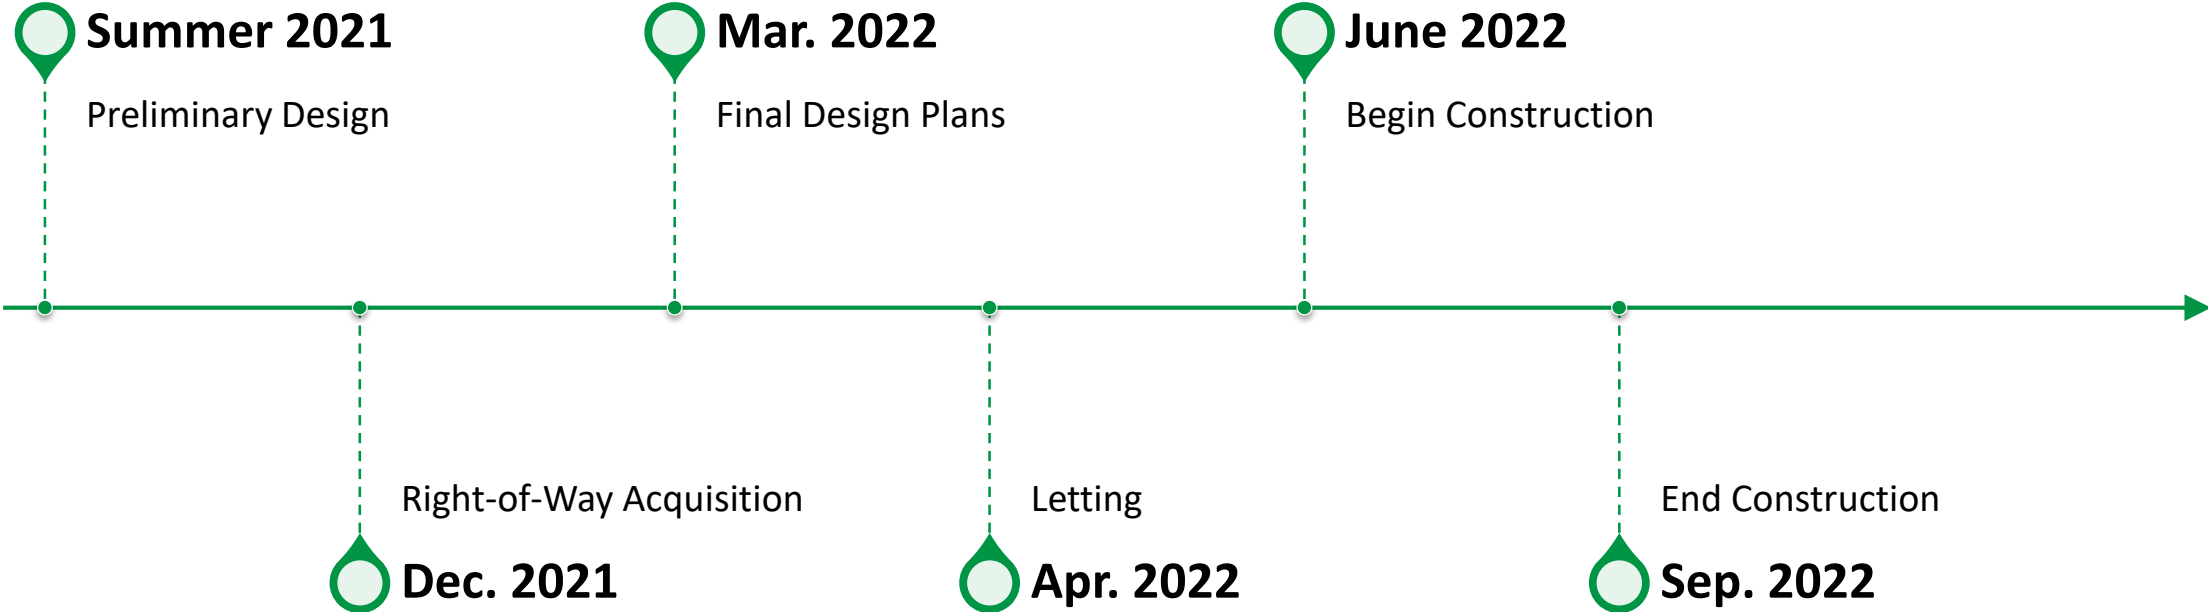 Summer 2021
Preliminary Design
Mar. 2022
Final Design Plans
June 2022
Begin Construction
Right-of-Way Acquisition
Dec. 2021
Letting
Apr. 2022
End Construction
Sep. 2022